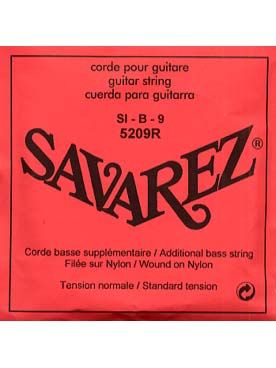 corde pour guitare
guitar string
cuerda para guitarra
SI - B - 9
5209R
SAVAREZ®
Corde basse supplémentaire / Additional bass string
Filée sur Nylon / Wound on Nylon
Tension normale / Standard tension